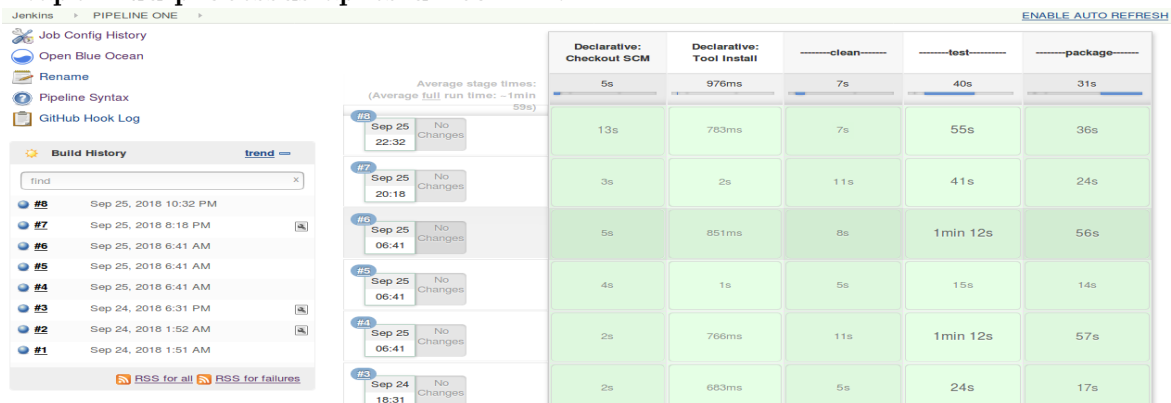 Jenkins PIPELINE ONE ENABLE AUTO REFRESH
Job Config History
Open Blue Ocean
Rename
Pipeline Syntax
GitHub Hook Log
Build History trend
find x
#8 Sep 25, 2018 10:32 PM
#7 Sep 25, 2018 8:18 PM
#6 Sep 25, 2018 6:41 AM
#5 Sep 25, 2018 6:41 AM
#4 Sep 25, 2018 6:41 AM
#3 Sep 24, 2018 6:31 PM
#2 Sep 24, 2018 1:52 AM
#1 Sep 24, 2018 1:51 AM
RSS for all RSS for failures
Declarative: Checkout SCM
Declarative: Tool Install
--------clean-------
--------test----------
--------package-------
Average stage times:
(Average full run time: ~1min
59s)
5s 976ms 7s 40s 31s
#8
Sep 25 No Changes
22:32
13s 783ms 7s 55s 36s
#7
Sep 25 No Changes
20:18
3s 2s 11s 41s 24s
#6
Sep 25 No Changes
06:41
5s 851ms 8s 1min 12s 56s
#5
Sep 25 No Changes
06:41
4s 1s 5s 15s 14s
#4
Sep 25 No Changes
06:41
2s 766ms 11s 1min 12s 57s
#3
Sep 24 No Changes
18:31
2s 683ms 5s 24s 17s